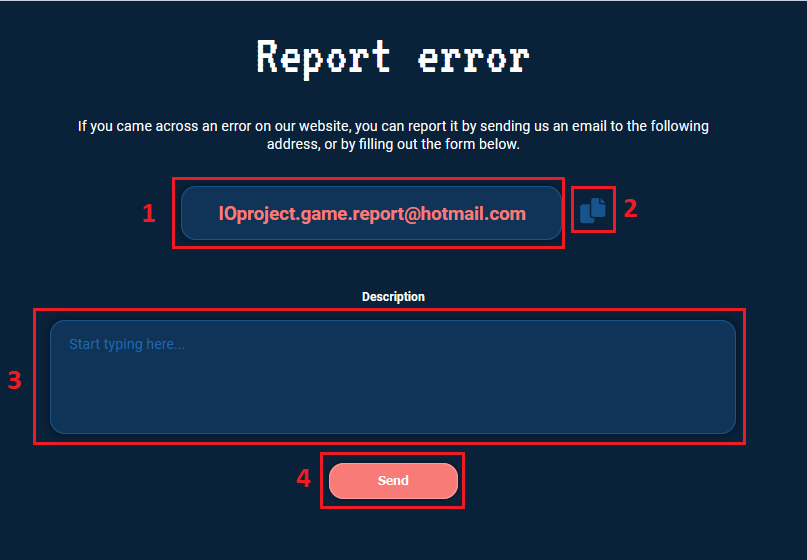 Report error
If you came across an error on our website, you can report it by sending us an email to the following
address, or by filling out the form below.
1
IOproject.game.report@hotmail.com
2
Description
3
Start typing here...
4
Send